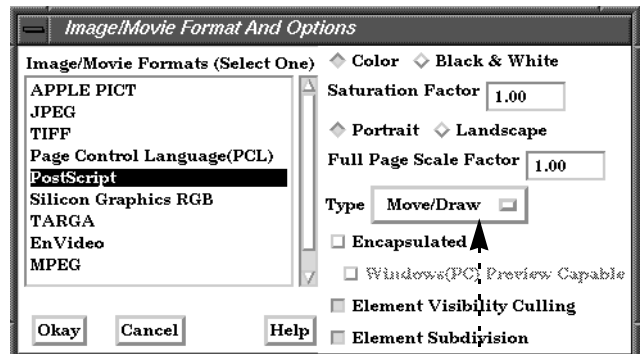 Image/Movie Format And Options
Image/Movie Formats (Select One)
APPLE PICT
JPEG
TIFF
Page Control Language(PCL)
PostScript
Silicon Graphics RGB
TARGA
EnVideo
MPEG
Okay
Cancel
Help
Color
Black & White
Saturation Factor
1.00
Portrait
Landscape
Full Page Scale Factor
1.00
Type
Move/Draw
Encapsulated
Windows(PC) Preview Capable
Element Visibility Culling
Element Subdivision